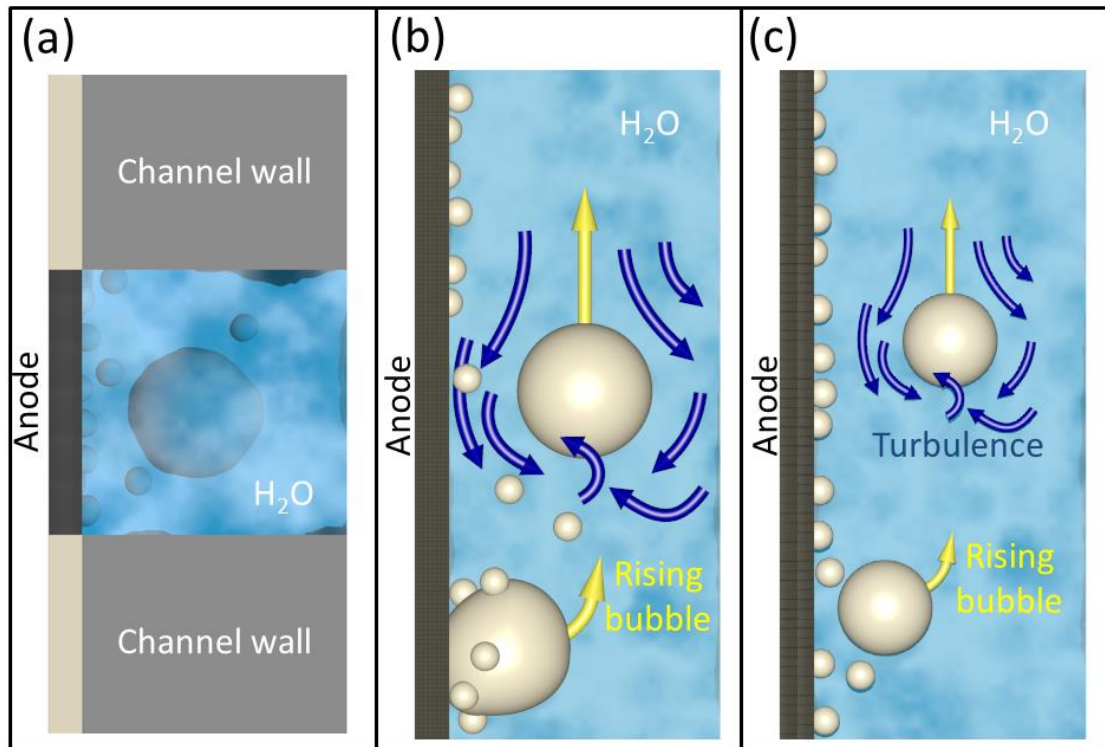 (a)
Channel wall
Anode
H₂O
Channel wall
(b)
H₂O
Anode
Rising
bubble
(c)
H₂O
Anode
Turbulence
Rising
bubble